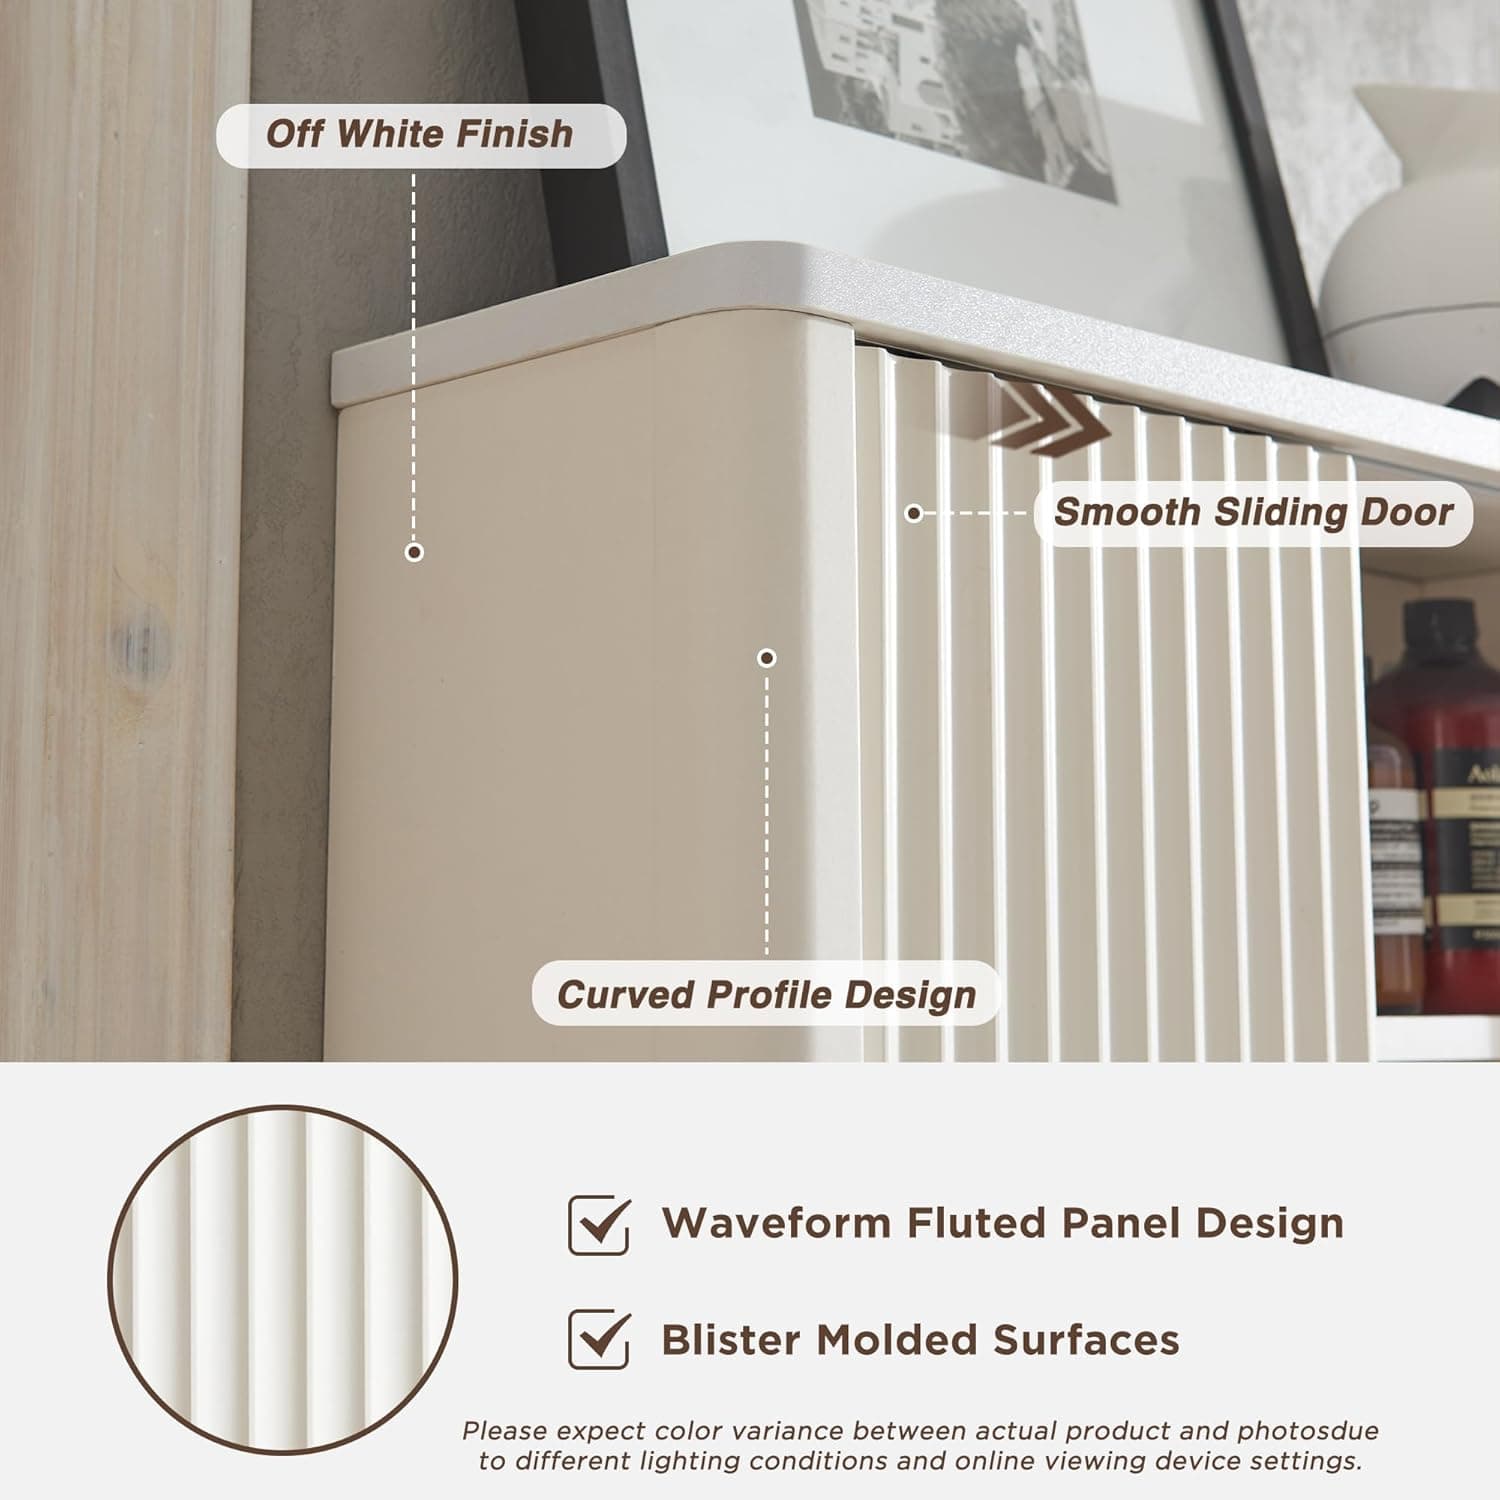 Off White Finish
Smooth Sliding Door
Curved Profile Design
Waveform Fluted Panel Design
Blister Molded Surfaces
Please expect color variance between actual product and photosdue
to different lighting conditions and online viewing device settings.